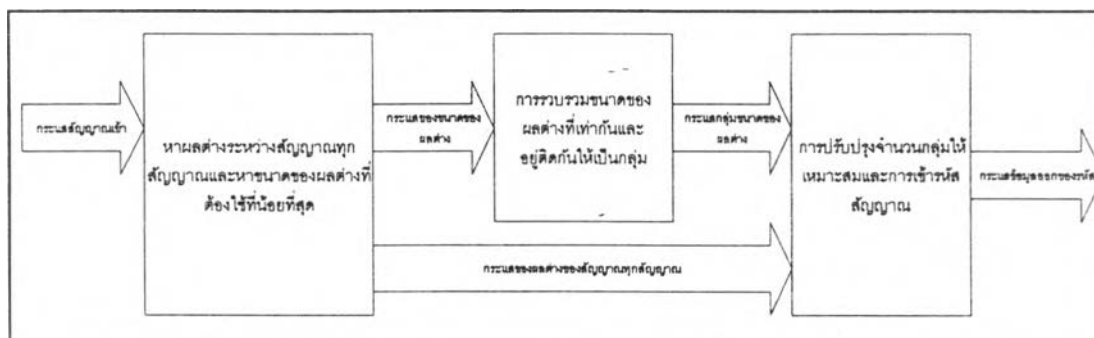 กระแสสัญญาณเข้า
หาผลต่างระหว่างสัญญาณทุก
สัญญาณและหาขนาดของผลต่างที่
ต้องใช้ที่น้อยที่สุด
กระแสของขนาดของ
ผลต่าง
การรวบรวมขนาดของ
ผลต่างที่เท่ากันและ
อยู่ติดกันให้เป็นกลุ่ม
กระแสกลุ่มขนาดของ
ผลต่าง
กระแสของผลต่างของสัญญาณทุกสัญญาณ
การปรับปรุงจำนวนกลุ่มให้
เหมาะสมและการเข้ารหัส
สัญญาณ
กระแสข้อมูลออกของรหัส